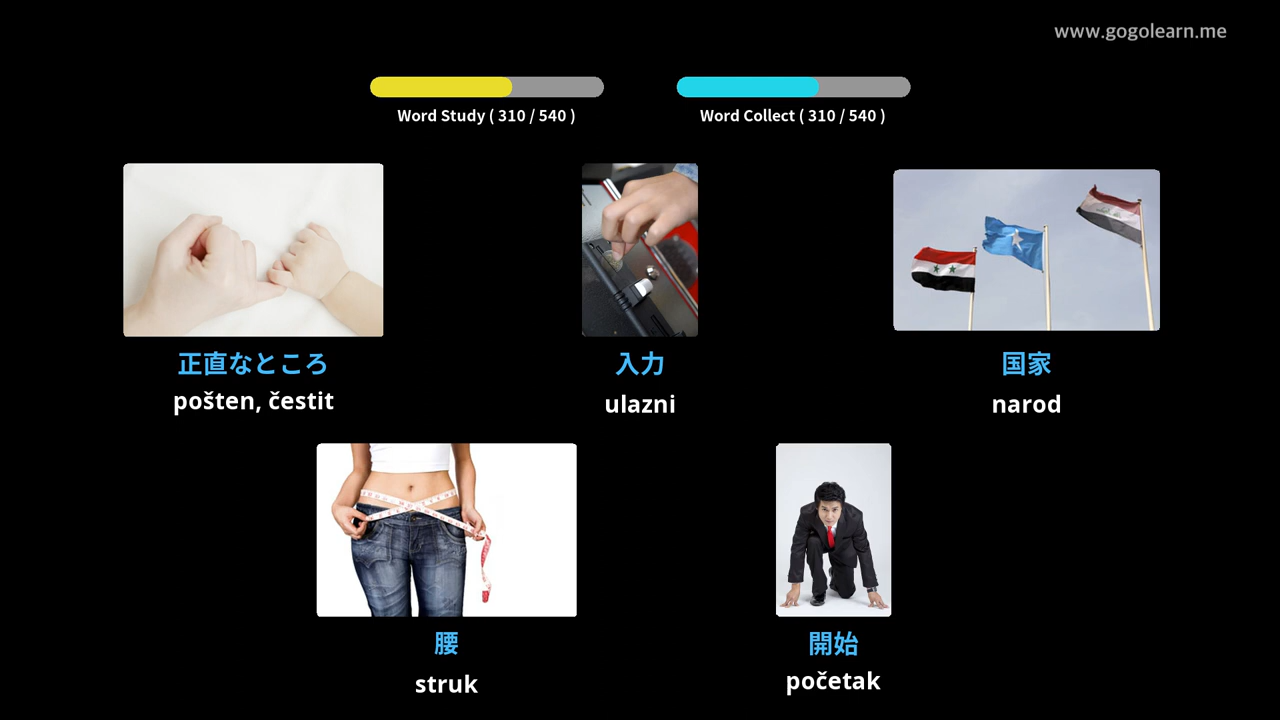 www.gogolearn.me
Word Study ( 310 / 540 )
Word Collect ( 310 / 540 )
正直なところ
pošten, čestit
入力
ulazni
国家
narod
腰
struk
開始
početak